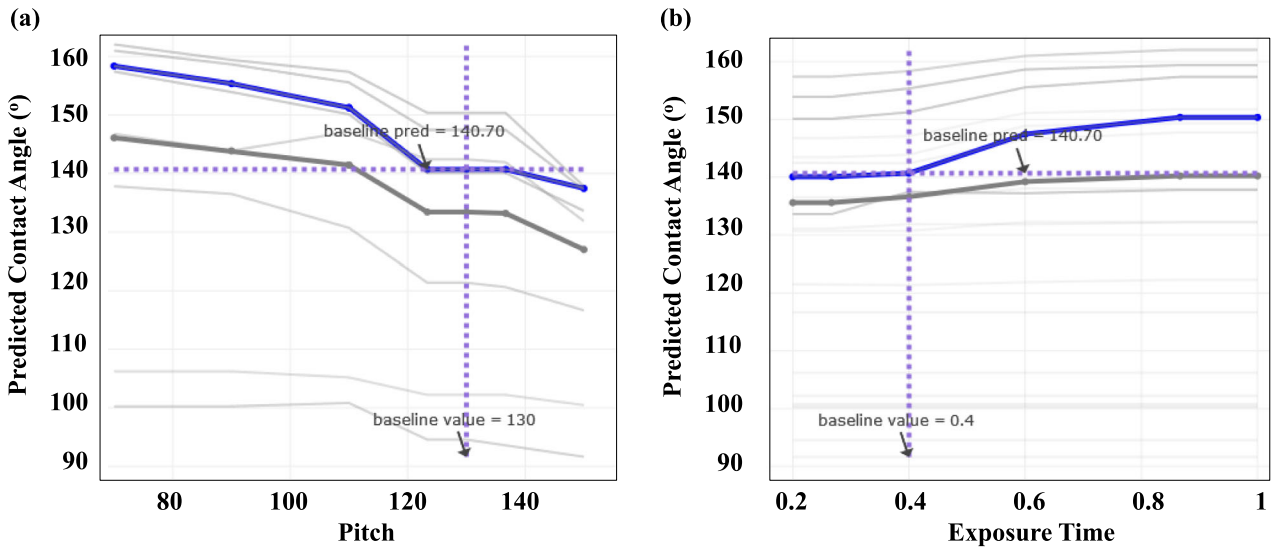 (a)
Predicted Contact Angle (º)
160
150
140
130
120
110
100
90
baseline pred = 140.70
baseline value = 130
80
100
120
140
Pitch
(b)
Predicted Contact Angle (º)
160
150
140
130
120
110
100
90
baseline pred = 140.70
baseline value = 0.4
0.2
0.4
0.6
0.8
1
Exposure Time